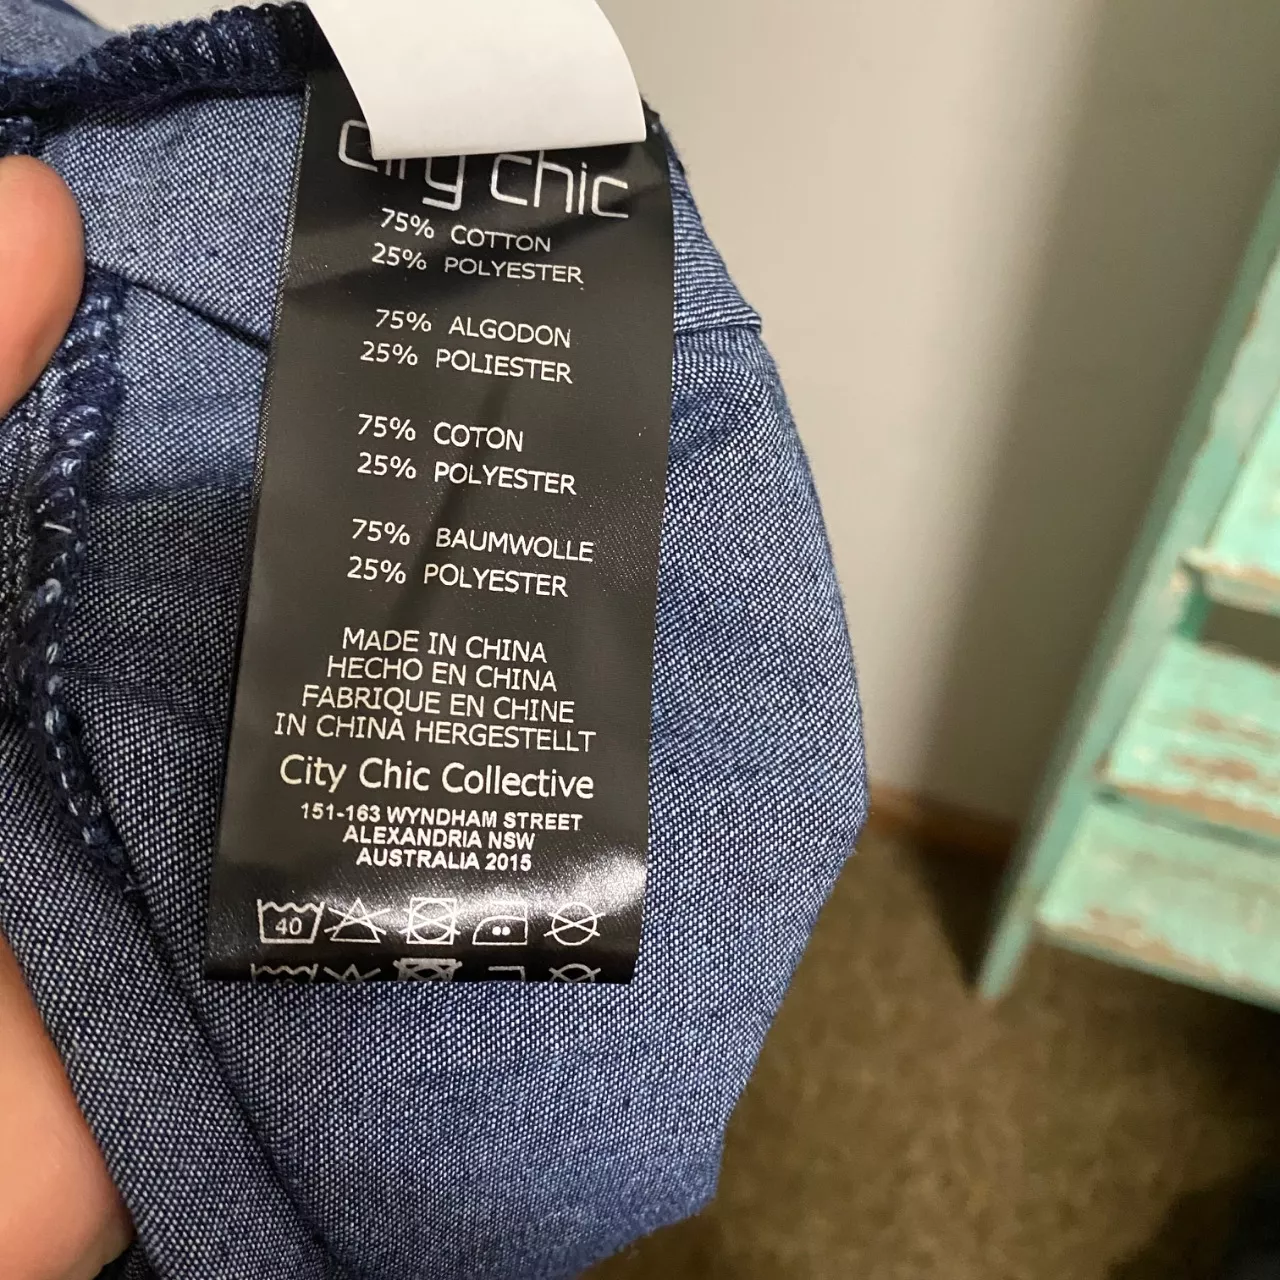 City Chic
75% COTTON
25% POLYESTER
75% ALGODON
25% POLIESTER
75% COTON
25% POLYESTER
75% BAUMWOLLE
25% POLYESTER
MADE IN CHINA
HECHO EN CHINA
FABRIQUE EN CHINE
IN CHINA HERGESTELLT
City Chic Collective
151-163 WYNDHAM STREET
ALEXANDRIA NSW
AUSTRALIA 2015
40